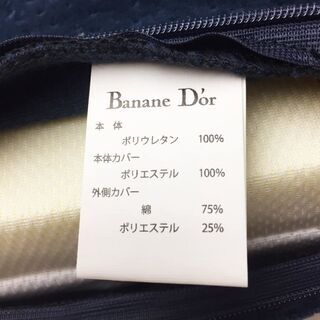 Banane D'or
本　体
ポリウレタン　100%
本体カバー
ポリエステル　100%
外側カバー
綿　75%
ポリエステル　25%